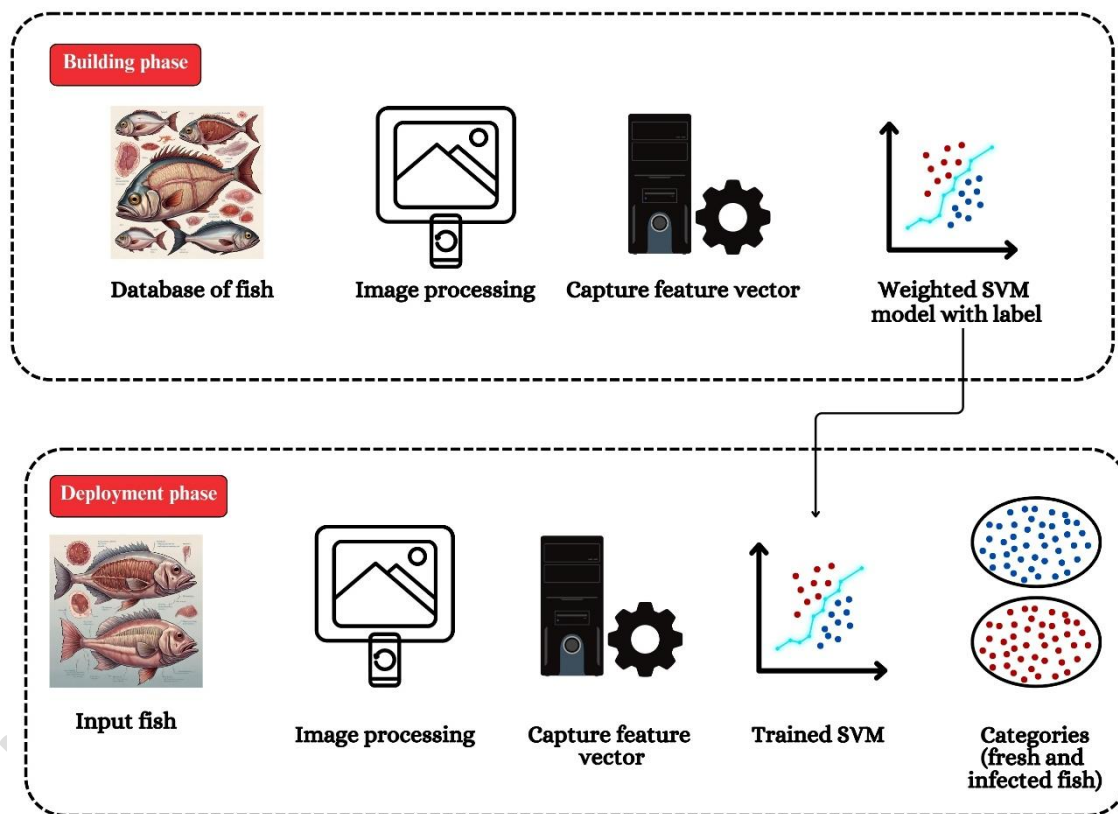 Building phase
Database of fish
Image processing
Capture feature vector
Weighted SVM
model with label
Deployment phase
Input fish
Image processing
Capture feature
vector
Trained SVM
Categories
(fresh and
infected fish)